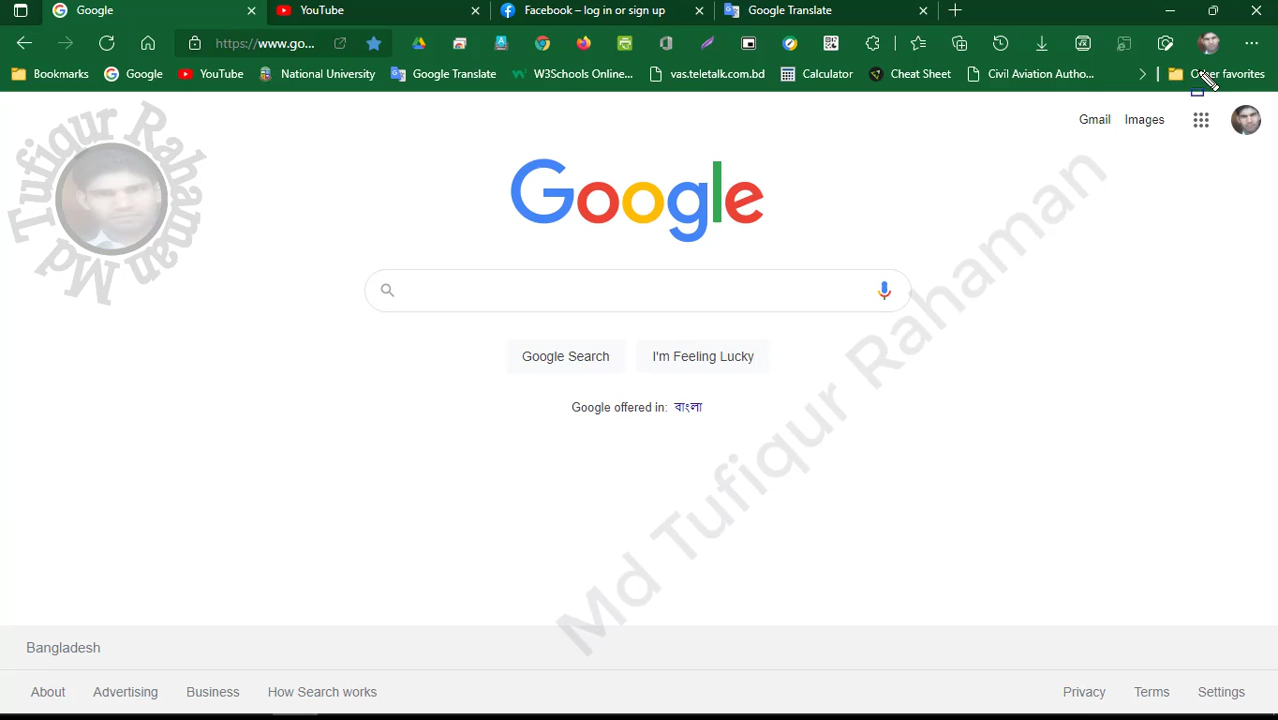 Google
YouTube
Facebook – log in or sign up
Google Translate
https://www.go...
Bookmarks
Google
YouTube
National University
Google Translate
W3Schools Online...
vas.teletalk.com.bd
Calculator
Cheat Sheet
Civil Aviation Autho...
Other favorites
Gmail
Images
Md Tufiqur Rahaman
Google
Google Search
I'm Feeling Lucky
Google offered in: বাংলা
Md Tufiqur Rahaman
Bangladesh
About
Advertising
Business
How Search works
Privacy
Terms
Settings